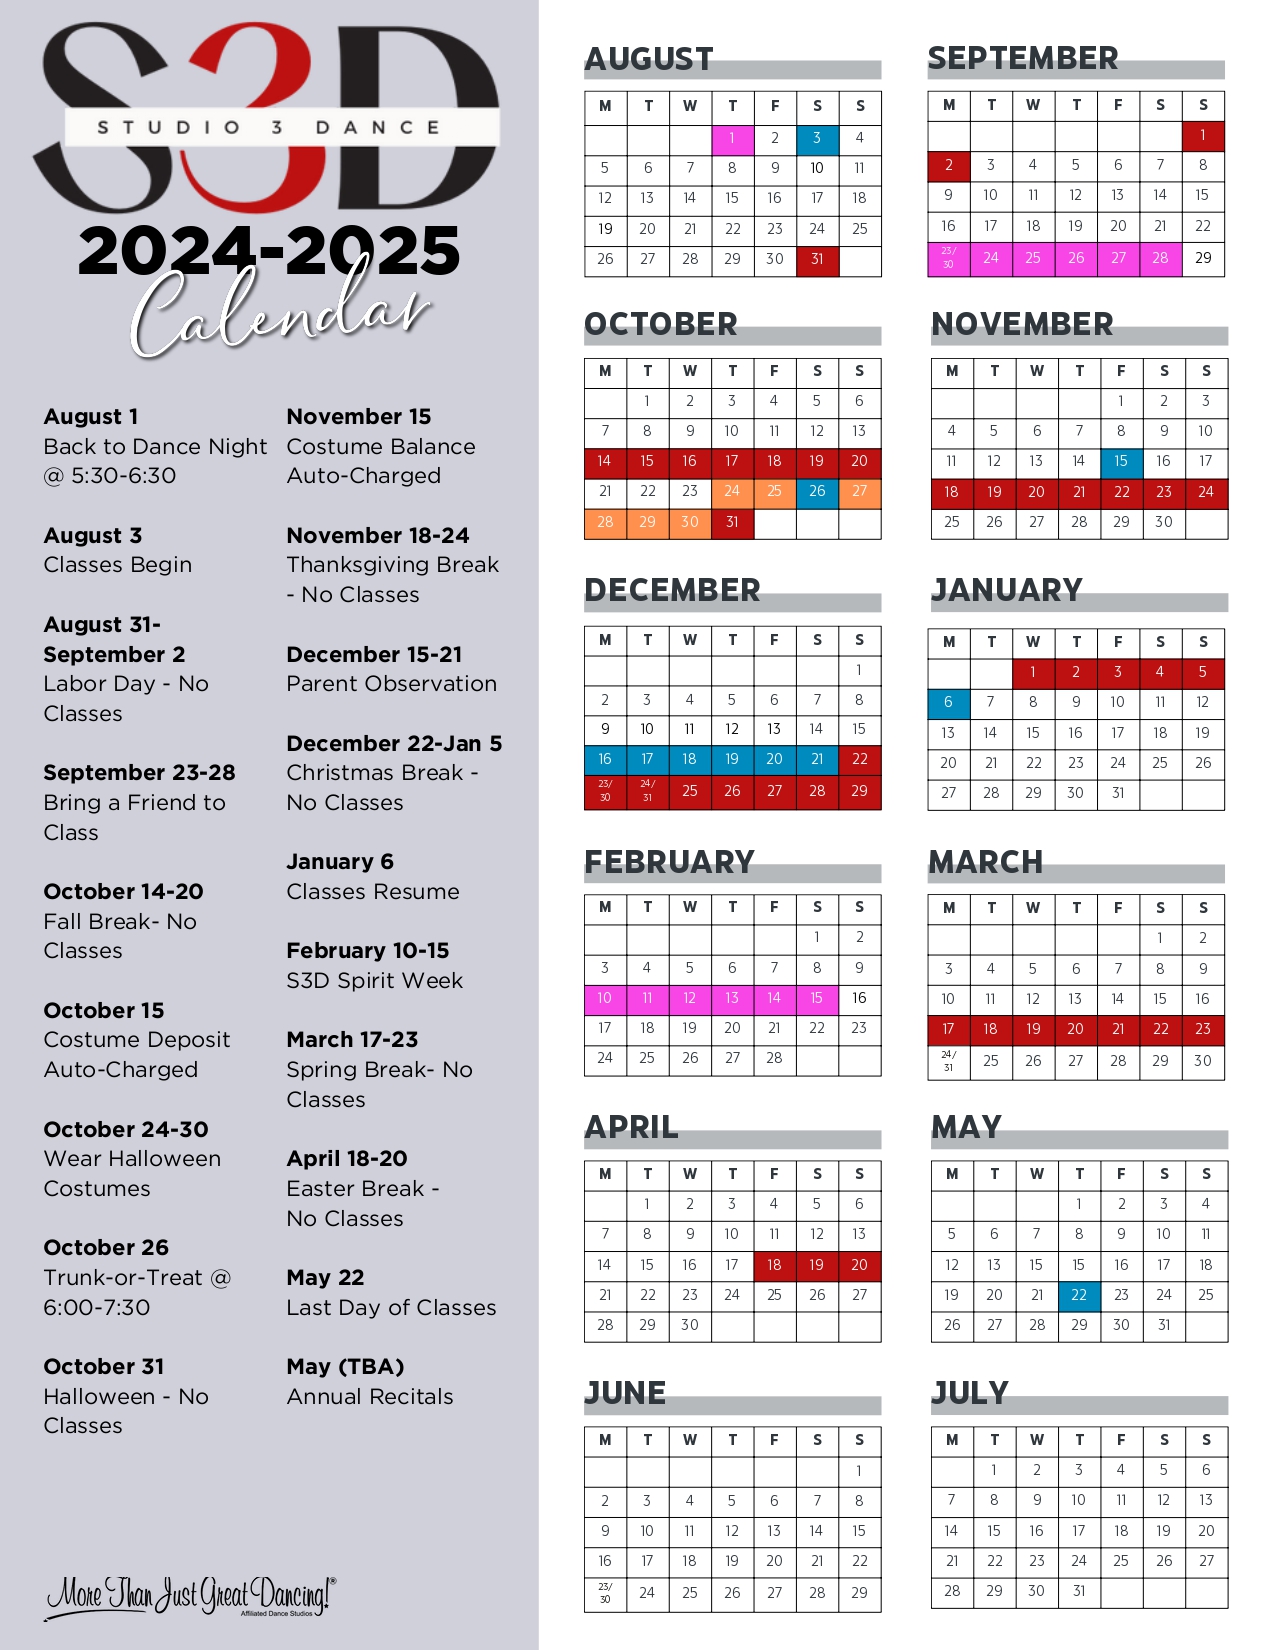 S3D
STUDIO 3 DANCE
2024-2025
Calendar
August 1
Back to Dance Night
@ 5:30-6:30
August 3
Classes Begin
August 31-
September 2
Labor Day - No
Classes
September 23-28
Bring a Friend to
Class
October 14-20
Fall Break- No
Classes
October 15
Costume Deposit
Auto-Charged
October 24-30
Wear Halloween
Costumes
October 26
Trunk-or-Treat @
6:00-7:30
October 31
Halloween - No
Classes
November 15
Costume Balance
Auto-Charged
November 18-24
Thanksgiving Break
- No Classes
December 15-21
Parent Observation
December 22-Jan 5
Christmas Break -
No Classes
January 6
Classes Resume
February 10-15
S3D Spirit Week
March 17-23
Spring Break- No
Classes
April 18-20
Easter Break -
No Classes
May 22
Last Day of Classes
May (TBA)
Annual Recitals
More Than Just Great Dancing!®
Affiliated Dance Studios
AUGUST
M T W T F S S
1 2 3 4
5 6 7 8 9 10 11
12 13 14 15 16 17 18
19 20 21 22 23 24 25
26 27 28 29 30 31
SEPTEMBER
M T W T F S S
1
2 3 4 5 6 7 8
9 10 11 12 13 14 15
16 17 18 19 20 21 22
23/30 24 25 26 27 28 29
OCTOBER
M T W T F S S
1 2 3 4 5 6
7 8 9 10 11 12 13
14 15 16 17 18 19 20
21 22 23 24 25 26 27
28 29 30 31
NOVEMBER
M T W T F S S
1 2 3
4 5 6 7 8 9 10
11 12 13 14 15 16 17
18 19 20 21 22 23 24
25 26 27 28 29 30
DECEMBER
M T W T F S S
1
2 3 4 5 6 7 8
9 10 11 12 13 14 15
16 17 18 19 20 21 22
23/30 24/31 25 26 27 28 29
JANUARY
M T W T F S S
1 2 3 4 5
6 7 8 9 10 11 12
13 14 15 16 17 18 19
20 21 22 23 24 25 26
27 28 29 30 31
FEBRUARY
M T W T F S S
1 2
3 4 5 6 7 8 9
10 11 12 13 14 15 16
17 18 19 20 21 22 23
24 25 26 27 28
MARCH
M T W T F S S
1 2
3 4 5 6 7 8 9
10 11 12 13 14 15 16
17 18 19 20 21 22 23
24/31 25 26 27 28 29 30
APRIL
M T W T F S S
1 2 3 4 5 6
7 8 9 10 11 12 13
14 15 16 17 18 19 20
21 22 23 24 25 26 27
28 29 30
MAY
M T W T F S S
1 2 3 4
5 6 7 8 9 10 11
12 13 15 15 16 17 18
19 20 21 22 23 24 25
26 27 28 29 30 31
JUNE
M T W T F S S
1
2 3 4 5 6 7 8
9 10 11 12 13 14 15
16 17 18 19 20 21 22
23/30 24 25 26 27 28 29
JULY
M T W T F S S
1 2 3 4 5 6
7 8 9 10 11 12 13
14 15 16 17 18 19 20
21 22 23 24 25 26 27
28 29 30 31